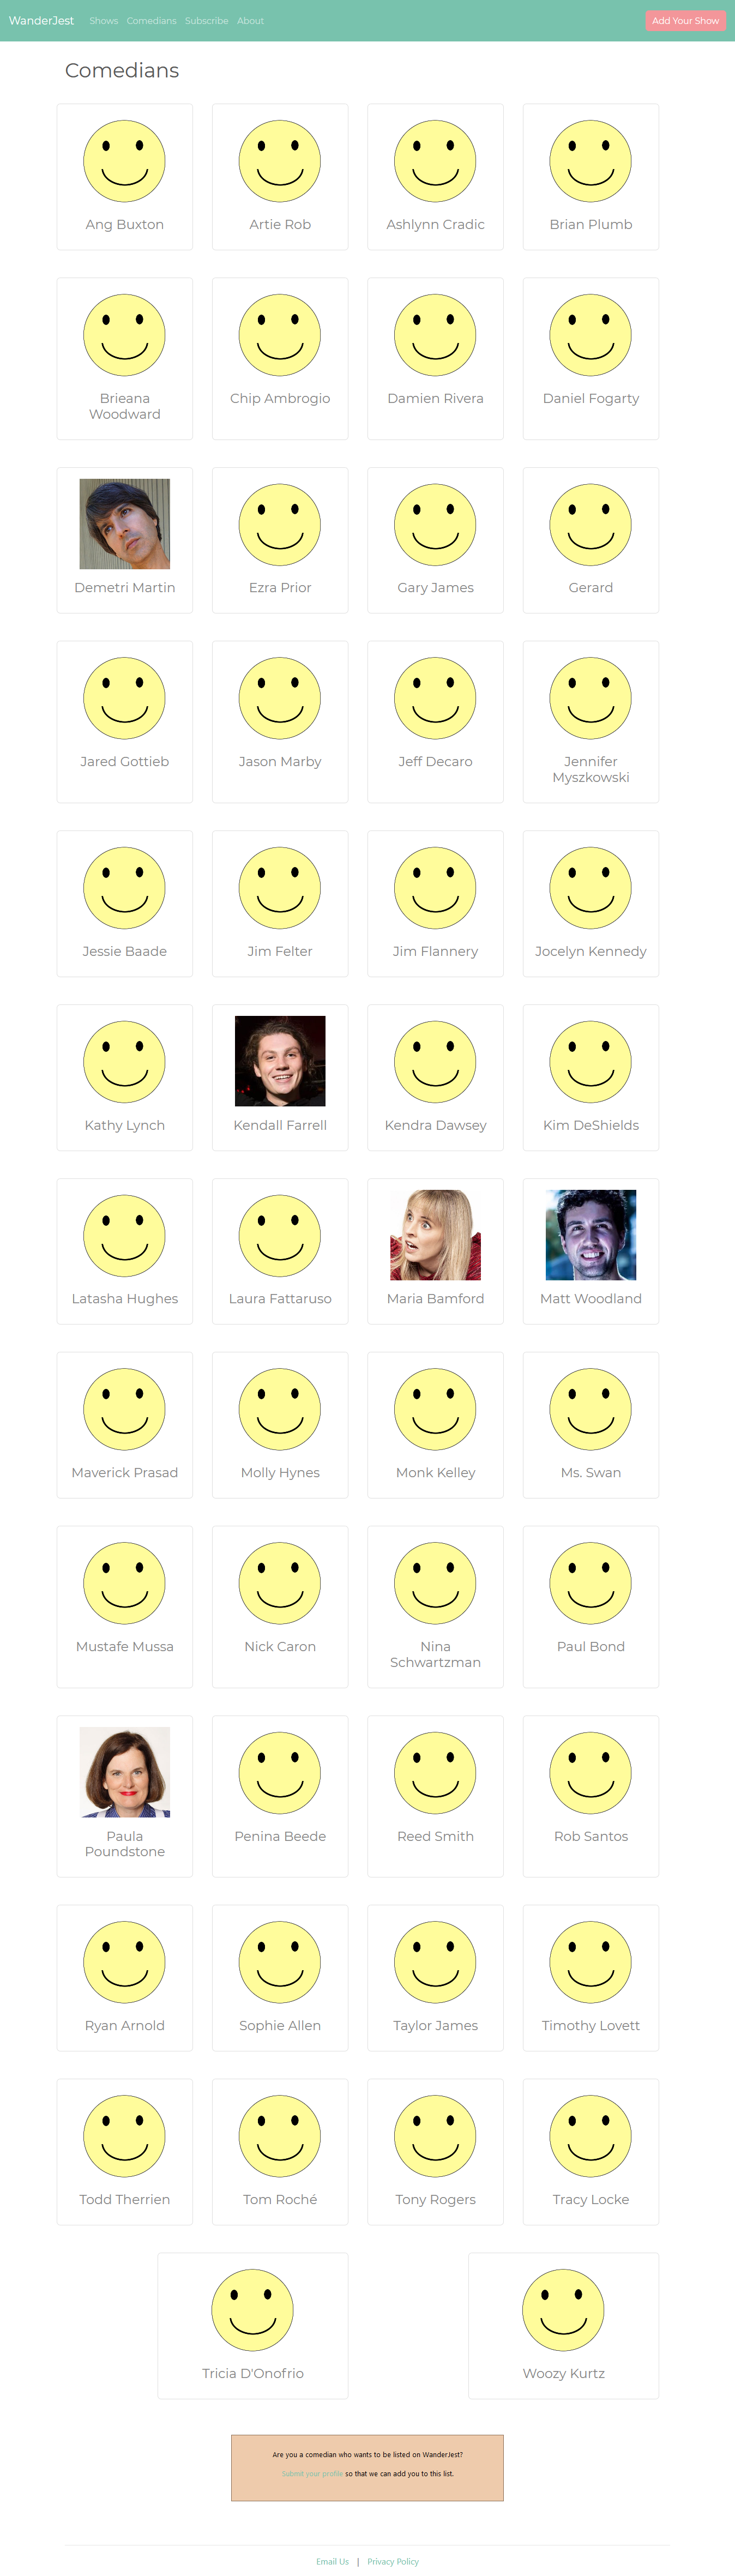 WanderJest Shows Comedians Subscribe About Add Your Show
Comedians
Ang Buxton
Artie Rob
Ashlynn Cradic
Brian Plumb
Brieana
Woodward
Chip Ambrogio
Damien Rivera
Daniel Fogarty
Demetri Martin
Ezra Prior
Gary James
Gerard
Jared Gottieb
Jason Marby
Jeff Decaro
Jennifer
Myszkowski
Jessie Baade
Jim Felter
Jim Flannery
Jocelyn Kennedy
Kathy Lynch
Kendall Farrell
Kendra Dawsey
Kim DeShields
Latasha Hughes
Laura Fattaruso
Maria Bamford
Matt Woodland
Maverick Prasad
Molly Hynes
Monk Kelley
Ms. Swan
Mustafe Mussa
Nick Caron
Nina
Schwartzman
Paul Bond
Paula
Poundstone
Penina Beede
Reed Smith
Rob Santos
Ryan Arnold
Sophie Allen
Taylor James
Timothy Lovett
Todd Therrien
Tom Roché
Tony Rogers
Tracy Locke
Tricia D'Onofrio
Woozy Kurtz
Are you a comedian who wants to be listed on WanderJest?
Submit your profile so that we can add you to this list.
Email Us | Privacy Policy